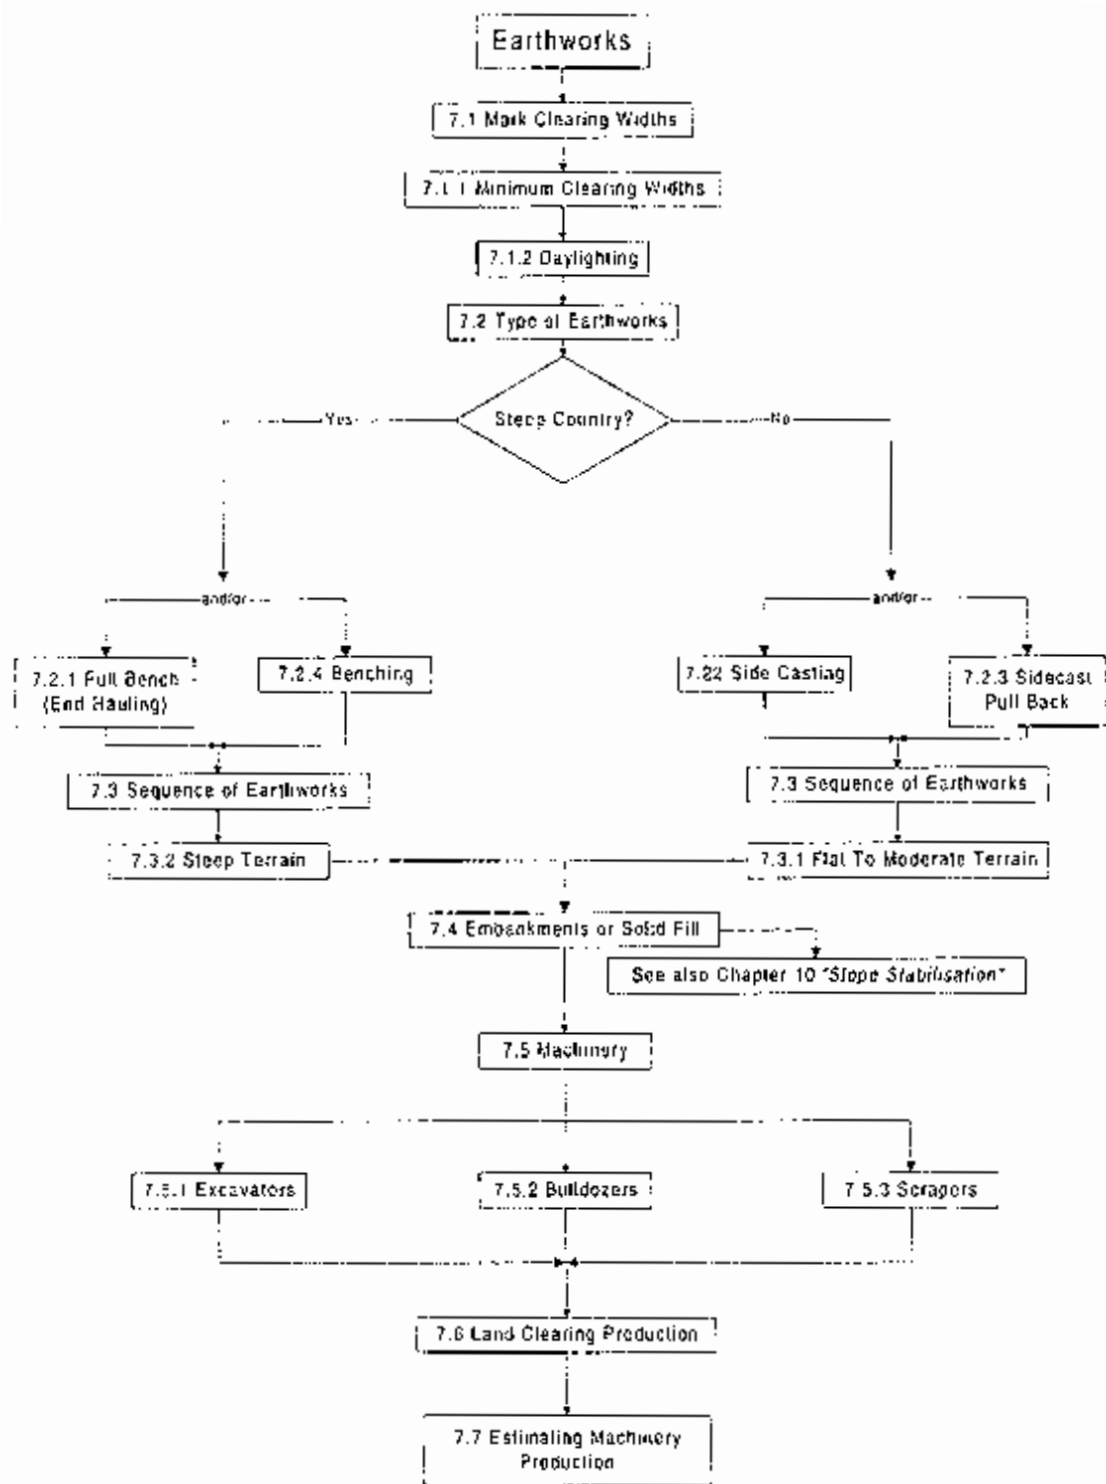 Earthworks
7.1 Mark Clearing Widths
7.1.1 Minimum Clearing Widths
7.1.2 Daylighting
7.2 Type of Earthworks
Steep Country?
Yes
No
and/or
and/or
7.2.1 Full Bench
(End Hauling)
7.2.4 Benching
7.22 Side Casting
7.2.3 Sidecast
Pull Back
7.3 Sequence of Earthworks
7.3 Sequence of Earthworks
7.3.2 Steep Terrain
7.3.1 Flat To Moderate Terrain
7.4 Embankments or Solid Fill
See also Chapter 10 "Slope Stabilisation"
7.5 Machinery
7.5.1 Excavators
7.5.2 Bulldozers
7.5.3 Scrapers
7.6 Land Clearing Production
7.7 Estimating Machinery
Production